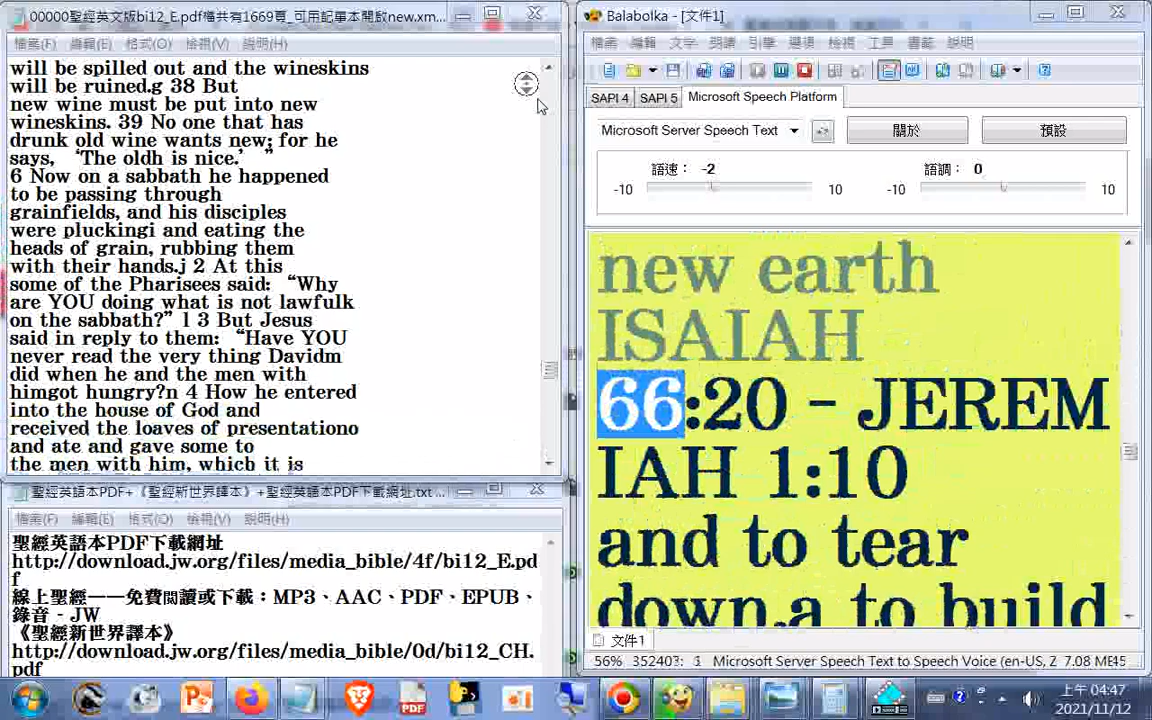 00000聖經英文版bi12_E.pdf檔共有1669頁_可用記事本開啟new.xm...
檔案(F) 編輯(E) 格式(O) 檢視(V) 說明(H)
will be spilled out and the wineskins
will be ruined.g 38 But
new wine must be put into new
wineskins. 39 No one that has
drunk old wine wants new; for he
says, ‘The oldh is nice.’ ”
6 Now on a sabbath he happened
to be passing through
grainfields, and his disciples
were pluckingi and eating the
heads of grain, rubbing them
with their hands.j 2 At this
some of the Pharisees said: “Why
are YOU doing what is not lawfulk
on the sabbath?” l 3 But Jesus
said in reply to them: “Have YOU
never read the very thing Davidm
did when he and the men with
himgot hungry?n 4 How he entered
into the house of God and
received the loaves of presentationo
and ate and gave some to
the men with him, which it is
聖經英語本PDF+《聖經新世界譯本》+聖經英語本PDF下載網址.txt ...
檔案(F) 編輯(E) 格式(O) 檢視(V) 說明(H)
聖經英語本PDF下載網址
http://download.jw.org/files/media_bible/4f/bi12_E.pd
f
線上聖經——免費閱讀或下載：MP3、AAC、PDF、EPUB、
錄音 - JW
《聖經新世界譯本》
http://download.jw.org/files/media_bible/0d/bi12_CH.
pdf
Balabolka - [文件1]
檔案 編輯 文字 朗讀 引擎 選項 檢視 工具 書籤 說明
SAPI 4 SAPI 5 Microsoft Speech Platform
Microsoft Server Speech Text 關於 預設
語速： -2 語調： 0
-10 10 -10 10
new earth
ISAIAH
66:20 - JEREM
IAH 1:10
and to tear
down,a to build
文件1
56% 1 Microsoft Server Speech Text to Speech Voice (en-US, Z 7.08 ME
上午 04:47
2021/11/12